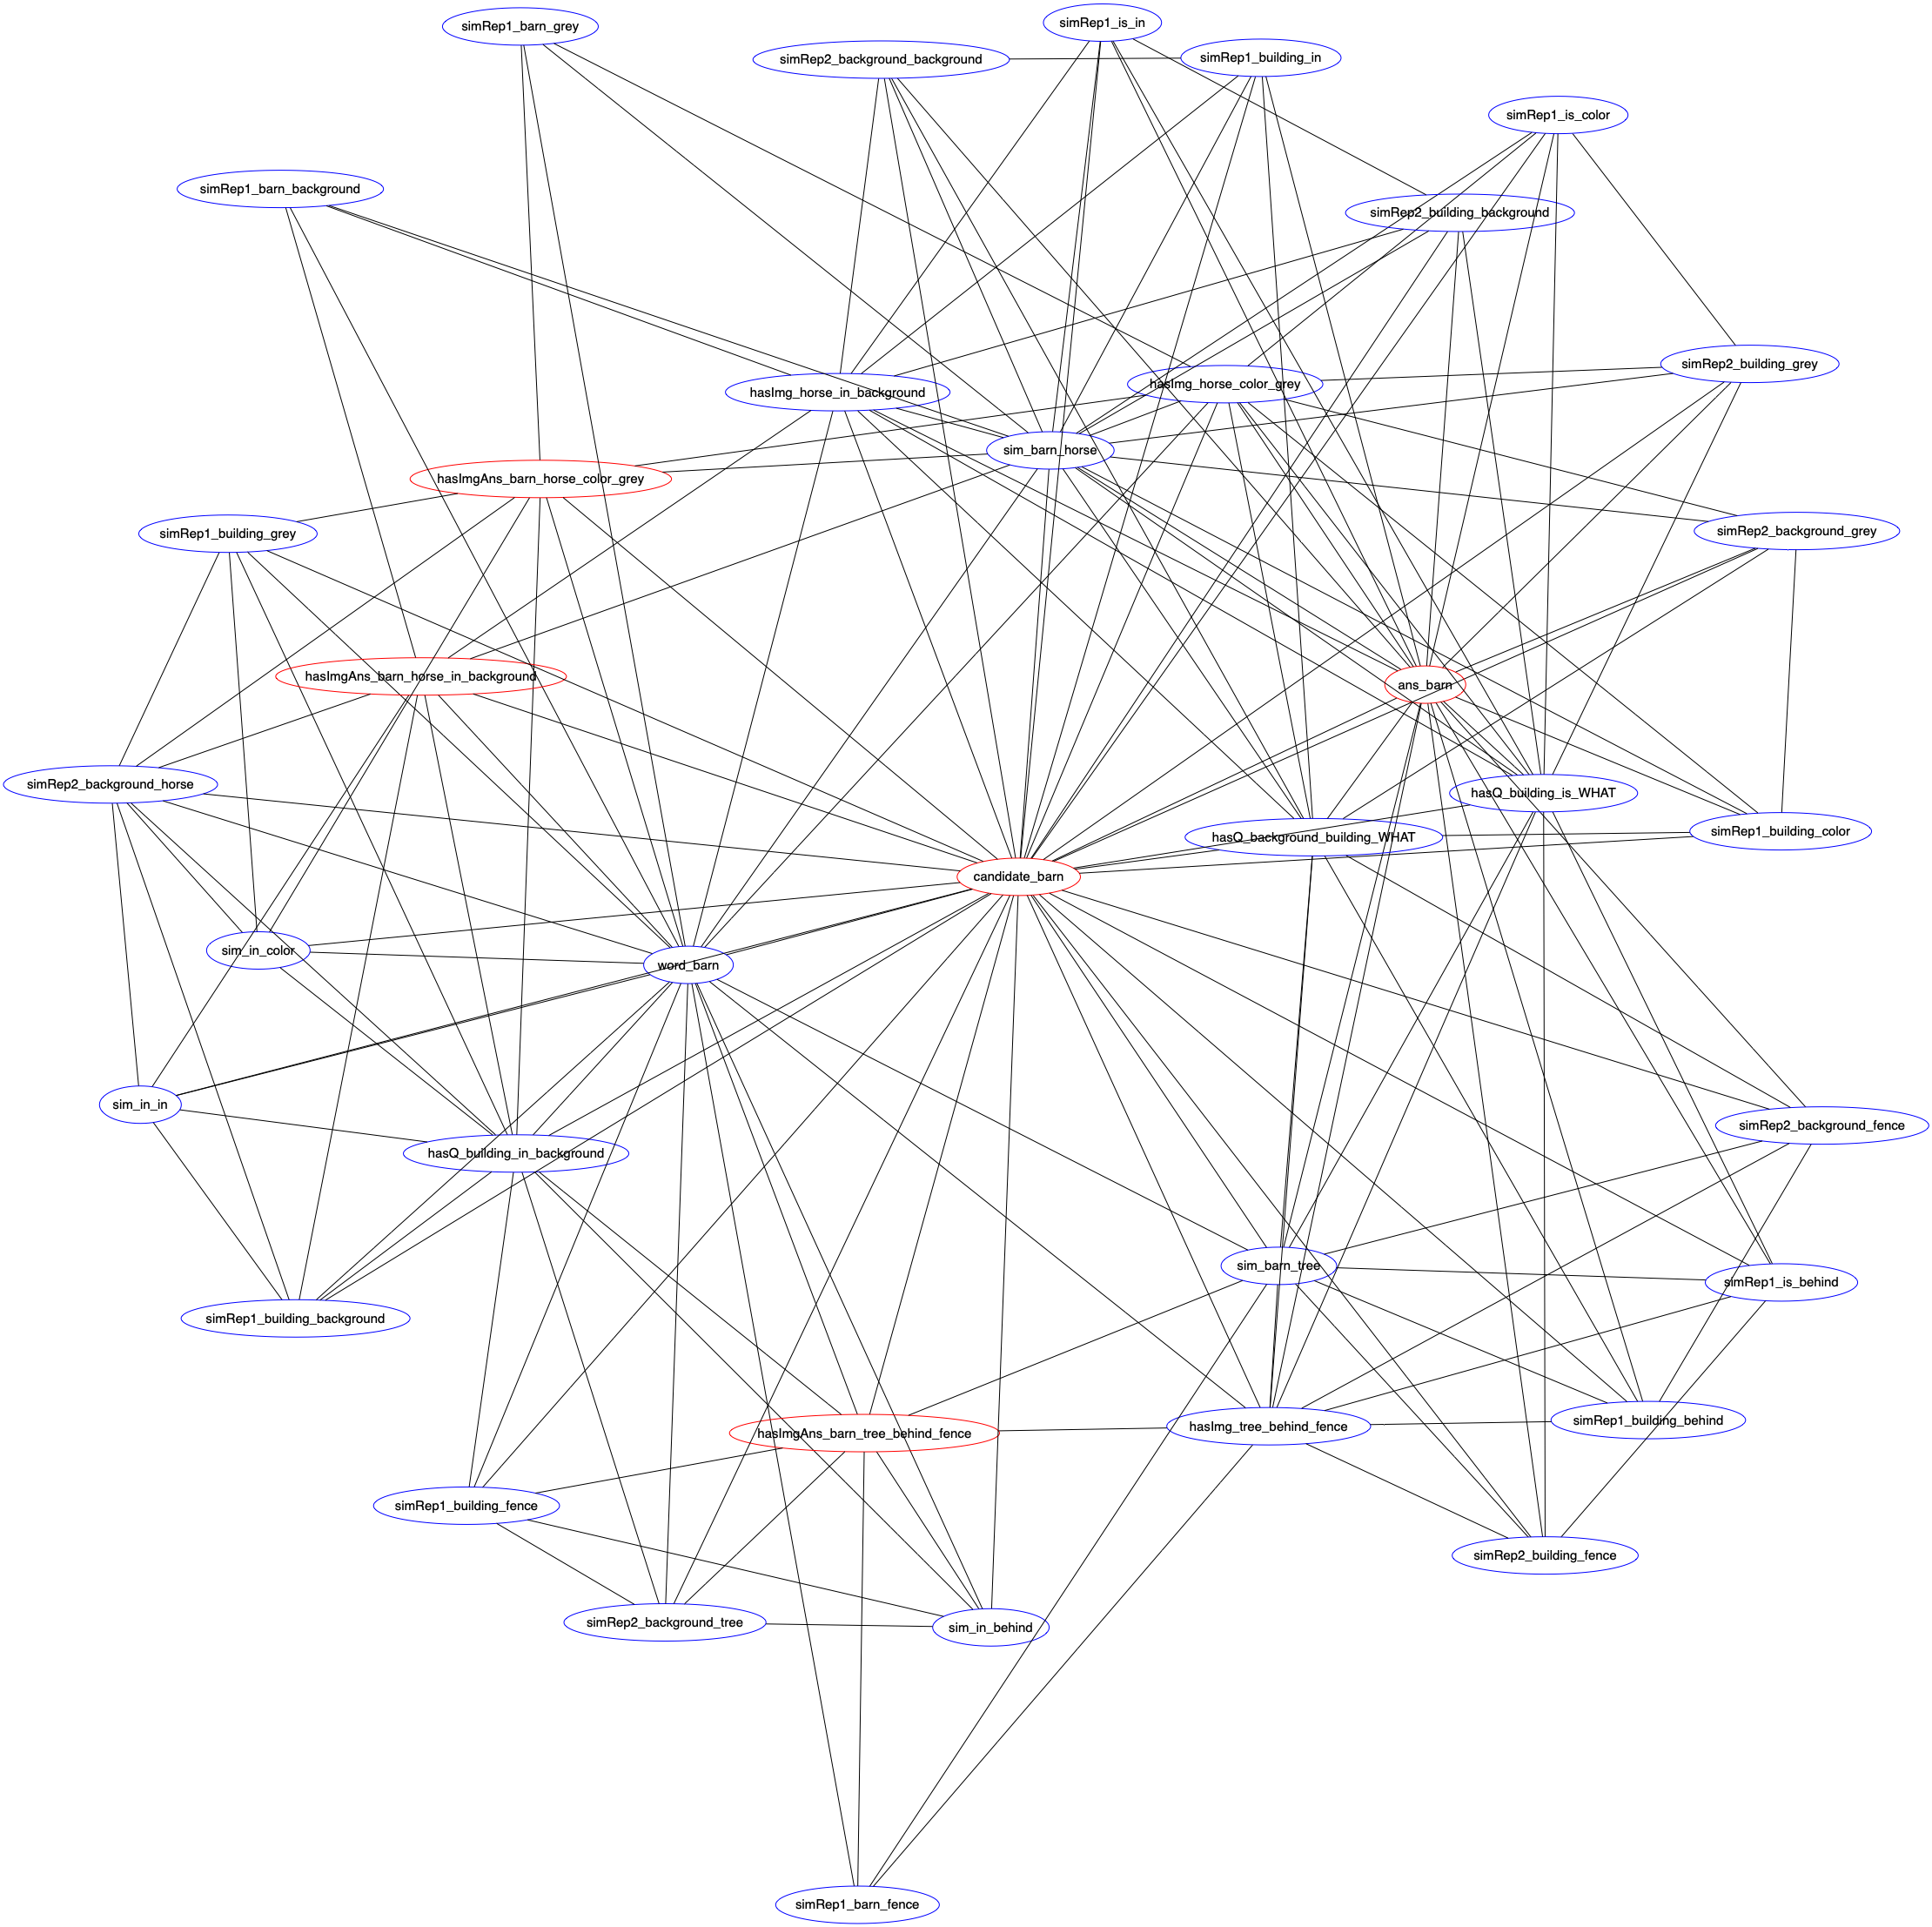 simRep1_is_in
simRep1_barn_grey
simRep1_building_in
simRep2_background_background
simRep1_is_color
simRep1_barn_background
simRep2_building_background
simRep2_building_grey
hasImg_horse_color_grey
hasImg_horse_in_background
sim_barn_horse
hasImgAns_barn_horse_color_grey
simRep2_background_grey
simRep1_building_grey
hasImgAns_barn_horse_in_background
ans_barn
simRep2_background_horse
hasQ_building_is_WHAT
simRep1_building_color
hasQ_background_building_WHAT
candidate_barn
sim_in_color
word_barn
sim_in_in
simRep2_background_fence
hasQ_building_in_background
sim_barn_tree
simRep1_is_behind
simRep1_building_background
simRep1_building_behind
hasImg_tree_behind_fence
hasImgAns_barn_tree_behind_fence
simRep1_building_fence
simRep2_building_fence
simRep2_background_tree
sim_in_behind
simRep1_barn_fence